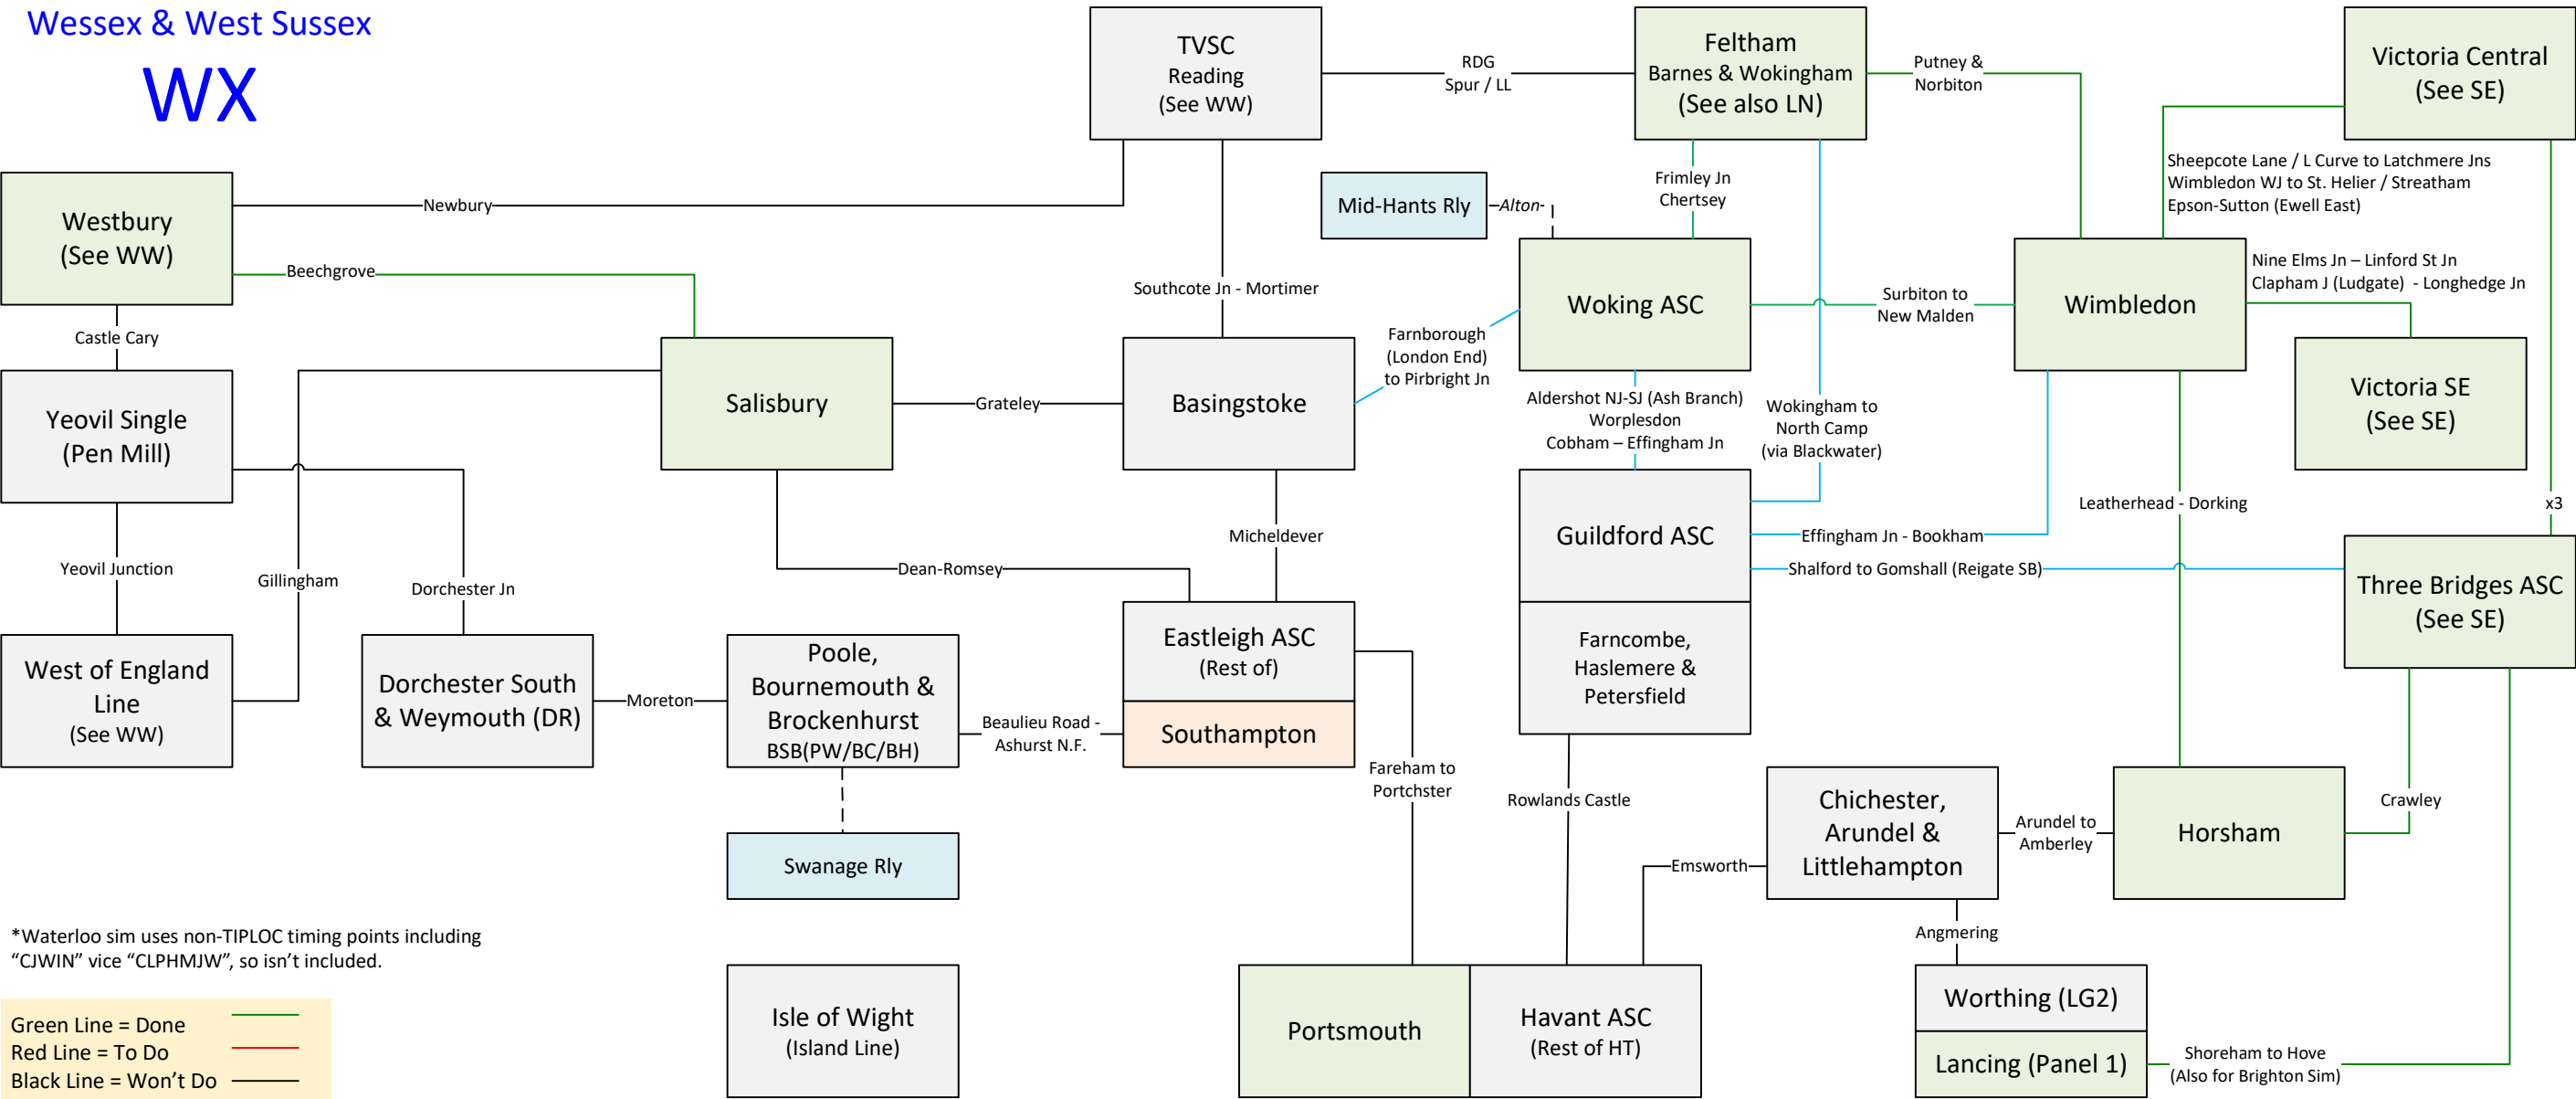 Wessex & West Sussex
WX
TVSC
Reading
(See WW)
RDG
Spur / LL
Feltham
Barnes & Wokingham
(See also LN)
Putney &
Norbiton
Victoria Central
(See SE)
Sheepcote Lane / L Curve to Latchmere Jns
Wimbledon WJ to St. Helier / Streatham
Epson-Sutton (Ewell East)
Westbury
(See WW)
Newbury
Mid-Hants Rly
Alton
Frimley Jn
Chertsey
Beechgrove
Southcote Jn - Mortimer
Woking ASC
Surbiton to
New Malden
Wimbledon
Nine Elms Jn – Linford St Jn
Clapham J (Ludgate)  - Longhedge Jn
Castle Cary
Farnborough
(London End)
to Pirbright Jn
Yeovil Single
(Pen Mill)
Salisbury
Grateley
Basingstoke
Aldershot NJ-SJ (Ash Branch)
Worplesdon
Cobham – Effingham Jn
Wokingham to
North Camp
(via Blackwater)
Victoria SE
(See SE)
Leatherhead - Dorking
x3
Micheldever
Guildford ASC
Effingham Jn - Bookham
Shalford to Gomshall (Reigate SB)
Three Bridges ASC
(See SE)
Yeovil Junction
Gillingham
Dorchester Jn
Dean-Romsey
West of England
Line
(See WW)
Dorchester South
& Weymouth (DR)
Moreton
Poole,
Bournemouth &
Brockenhurst
BSB(PW/BC/BH)
Beaulieu Road -
Ashurst N.F.
Eastleigh ASC
(Rest of)
Southampton
Farncombe,
Haslemere &
Petersfield
Fareham to
Portchster
Rowlands Castle
Chichester,
Arundel &
Littlehampton
Arundel to
Amberley
Horsham
Crawley
Swanage Rly
Emsworth
Angmering
*Waterloo sim uses non-TIPLOC timing points including
“CJWIN” vice “CLPHMJW”, so isn’t included.
Green Line = Done
Red Line = To Do
Black Line = Won’t Do
Isle of Wight
(Island Line)
Portsmouth
Havant ASC
(Rest of HT)
Worthing (LG2)
Lancing (Panel 1)
Shoreham to Hove
(Also for Brighton Sim)